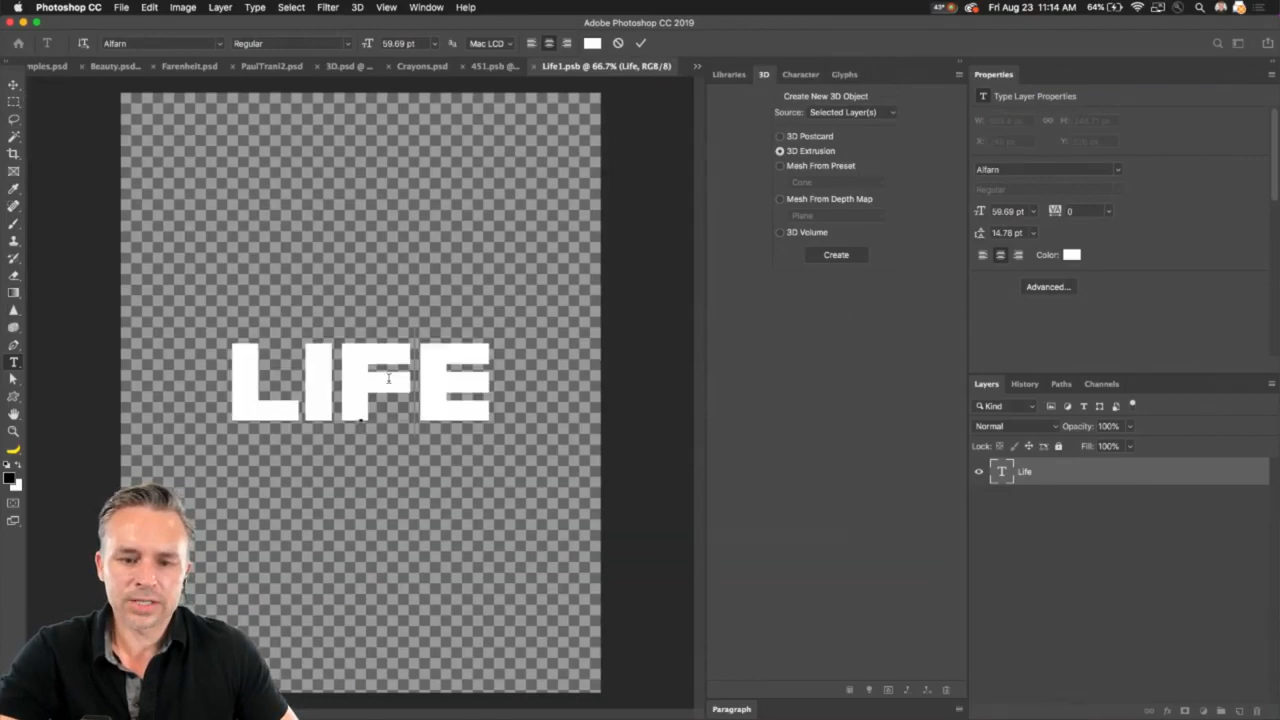 Photoshop CC File Edit Image Layer Type Select Filter 3D View Window Help 43° 64% Fri Aug 23 11:14 AM
Adobe Photoshop CC 2019
Alfarn Regular 59.69 pt Mac LCD
mples.psd Beauty.psd... Farenheit.psd PaulTrani2.psd 3D.psd @ ... Crayons.psd 451.psb @... Life1.psb @ 66.7% (Life, RGB/8)
Libraries 3D Character Glyphs
Create New 3D Object
Source: Selected Layer(s)
3D Postcard
3D Extrusion
Mesh From Preset
Cone
Mesh From Depth Map
Plane
3D Volume
Create
Properties
Type Layer Properties
W: H:
X: Y:
Alfarn
Regular
59.69 pt 0
14.78 pt
Color:
Advanced...
LIFE
Layers History Paths Channels
Kind
Normal Opacity: 100%
Lock: Fill: 100%
Life
Paragraph